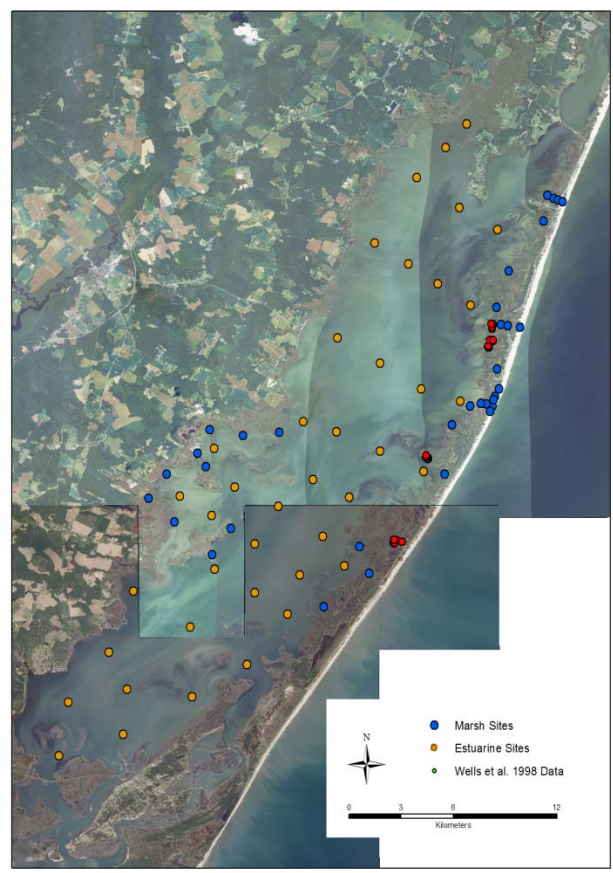 Marsh Sites
N
Estuarine Sites
Wells et al. 1998 Data
0 3 6 12
Kilometers